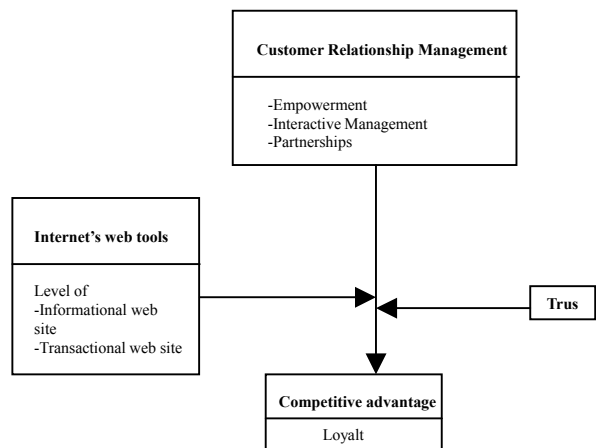 Customer Relationship Management
-Empowerment
-Interactive Management
-Partnerships
Internet's web tools
Level of
-Informational web
site
-Transactional web site
Trus
Competitive advantage
Loyalt